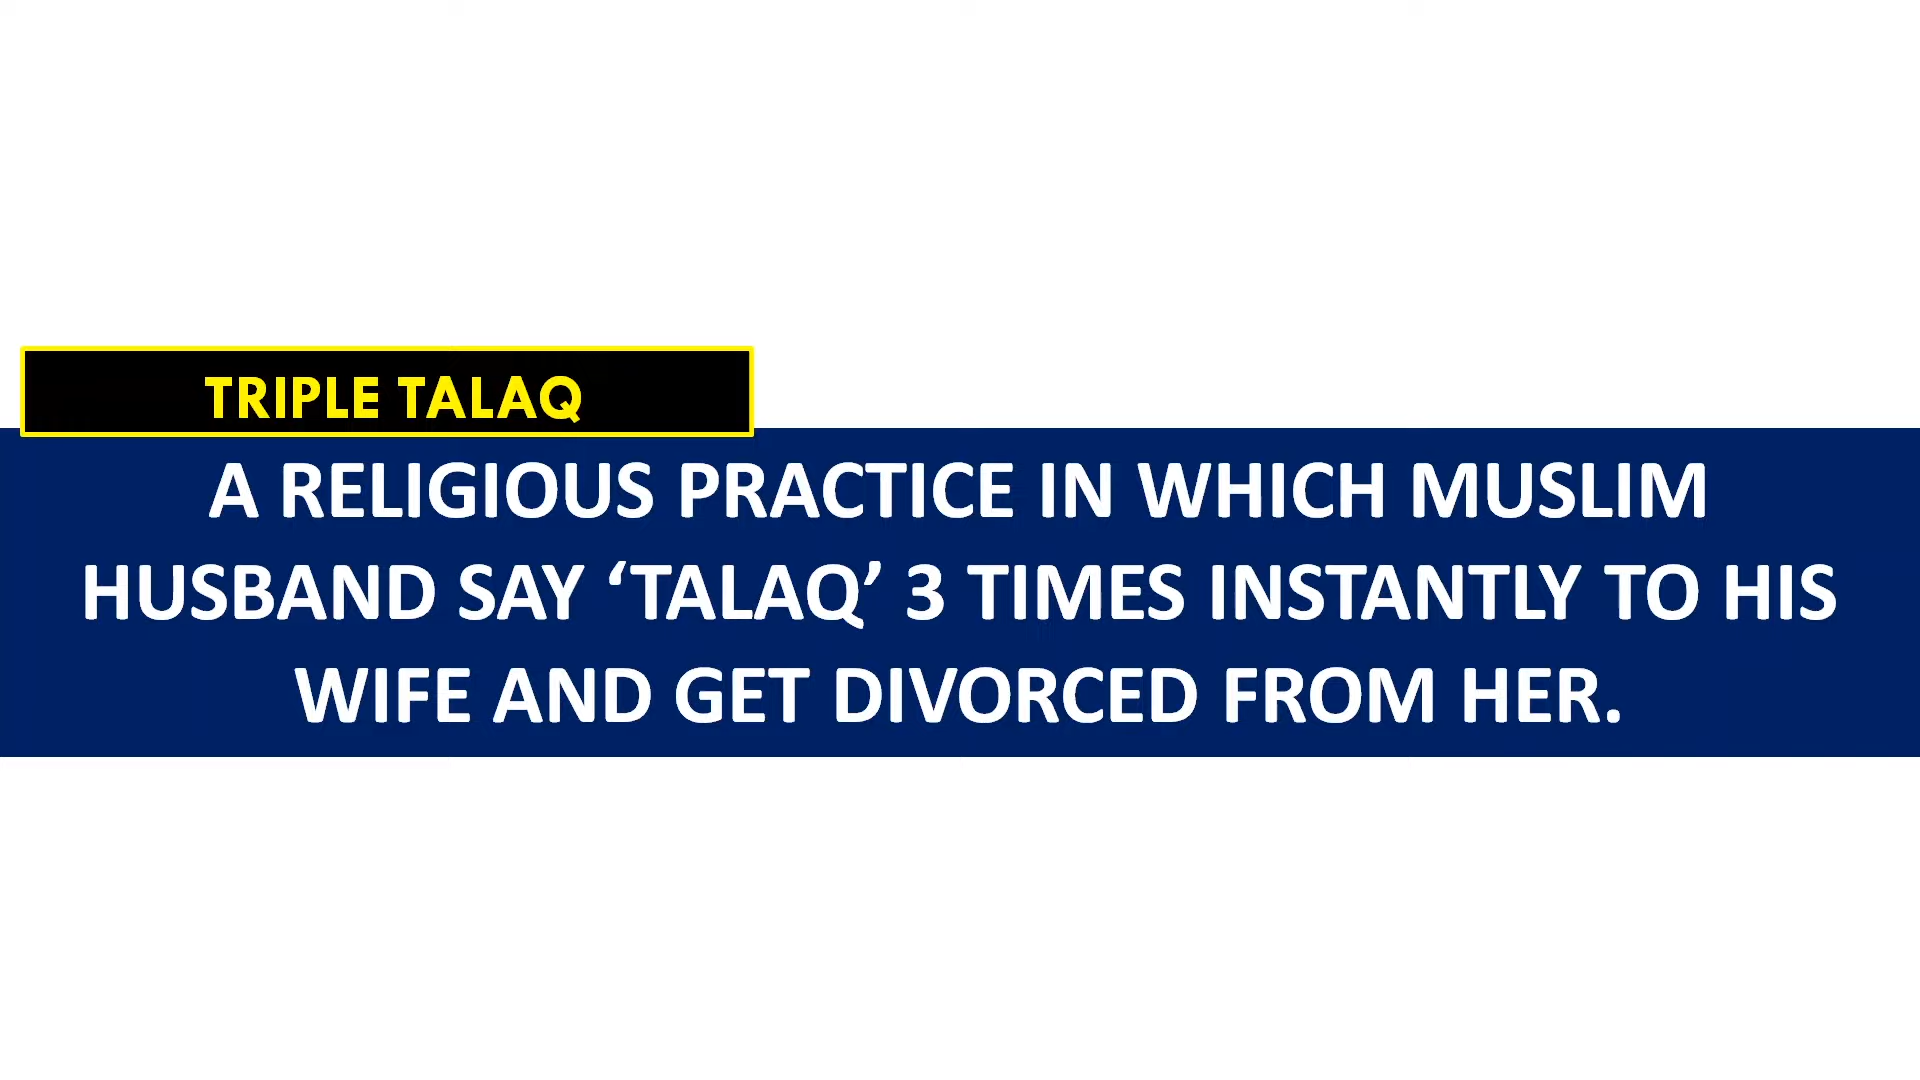 TRIPLE TALAQ
A RELIGIOUS PRACTICE IN WHICH MUSLIM
HUSBAND SAY ‘TALAQ’ 3 TIMES INSTANTLY TO HIS
WIFE AND GET DIVORCED FROM HER.